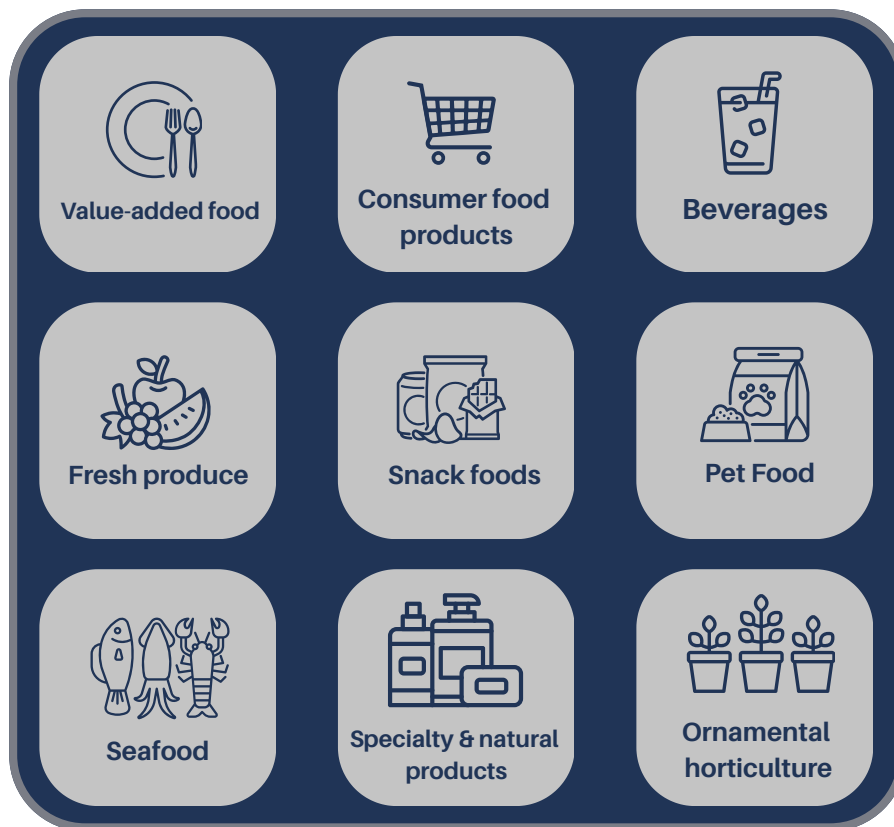 Value-added food
Consumer food
products
Beverages
Fresh produce
Snack foods
Pet Food
Seafood
Specialty & natural
products
Ornamental
horticulture